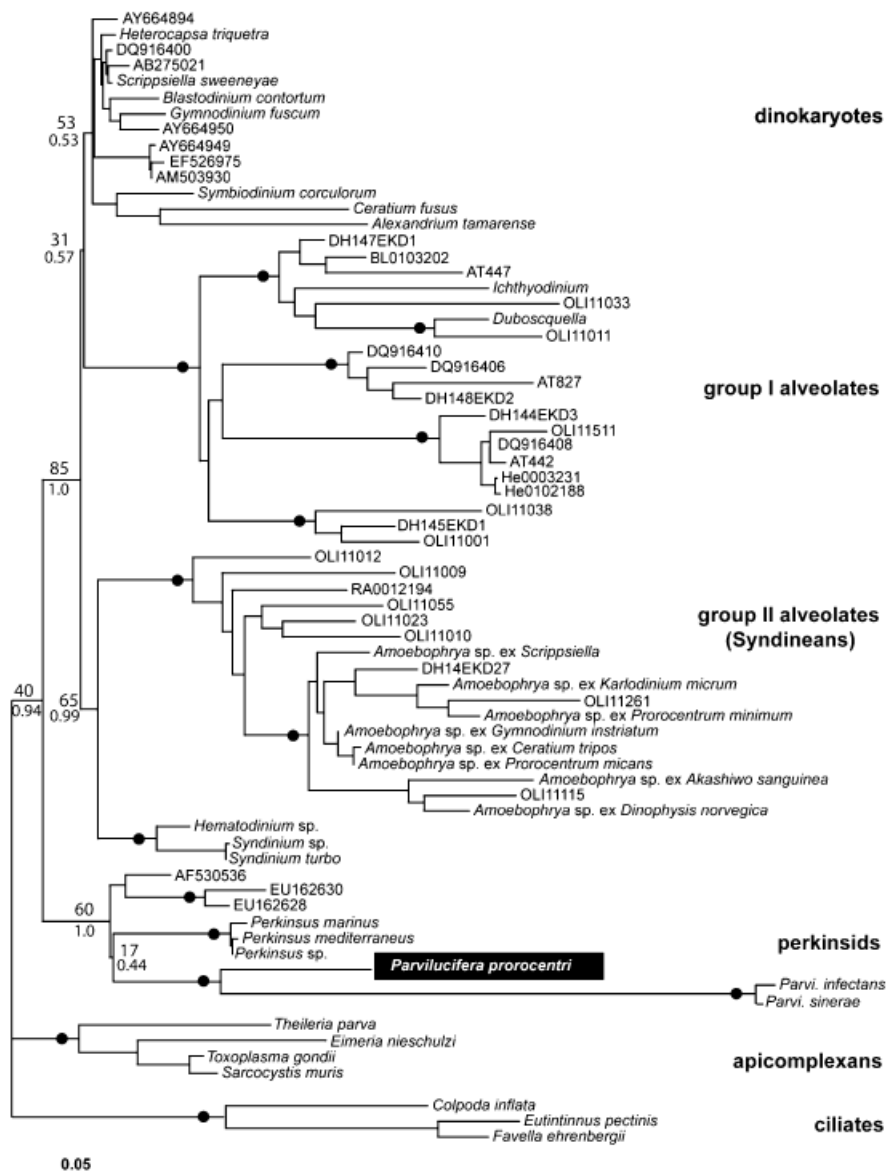 AY664894
Heterocapsa triquetra
DQ916400
AB275021
Scrippsiella sweeneyae
Blastodinium contortum
Gymnodinium fuscum
AY664950
53
0.53
dinokaryotes
AY664949
EF526975
AM503930
Symbiodinium corculorum
Ceratium fusus
Alexandrium tamarense
31
0.57
DH147EKD1
BL0103202
AT447
Ichthyodinium
OLI11033
Duboscquella
OLI11011
DQ916410
DQ916406
AT827
group I alveolates
DH148EKD2
DH144EKD3
OLI11511
DQ916408
AT442
He0003231
He0102188
85
1.0
OLI11038
DH145EKD1
OLI11001
OLI11012
OLI11009
RA0012194
OLI11055
OLI11023
OLI11010
group II alveolates
(Syndineans)
Amoebophrya sp. ex Scrippsiella
DH14EKD27
Amoebophrya sp. ex Karlodinium micrum
OLI11261
Amoebophrya sp. ex Prorocentrum minimum
40
0.94
65
0.99
Amoebophrya sp. ex Gymnodinium instriatum
Amoebophrya sp. ex Ceratium tripos
Amoebophrya sp. ex Prorocentrum micans
Amoebophrya sp. ex Akashiwo sanguinea
OLI11115
Amoebophrya sp. ex Dinophysis norvegica
Hematodinium sp.
Syndinium sp.
Syndinium turbo
AF530536
EU162630
EU162628
60
1.0
Perkinsus marinus
Perkinsus mediterraneus
Perkinsus sp.
perkinsids
17
0.44
Parvilucifera prorocentri
Parvi. infectans
Parvi. sinerae
Theileria parva
Eimeria nieschulzi
Toxoplasma gondii
Sarcocystis muris
apicomplexans
Colpoda inflata
Eutintinnus pectinis
Favella ehrenbergii
ciliates
0.05